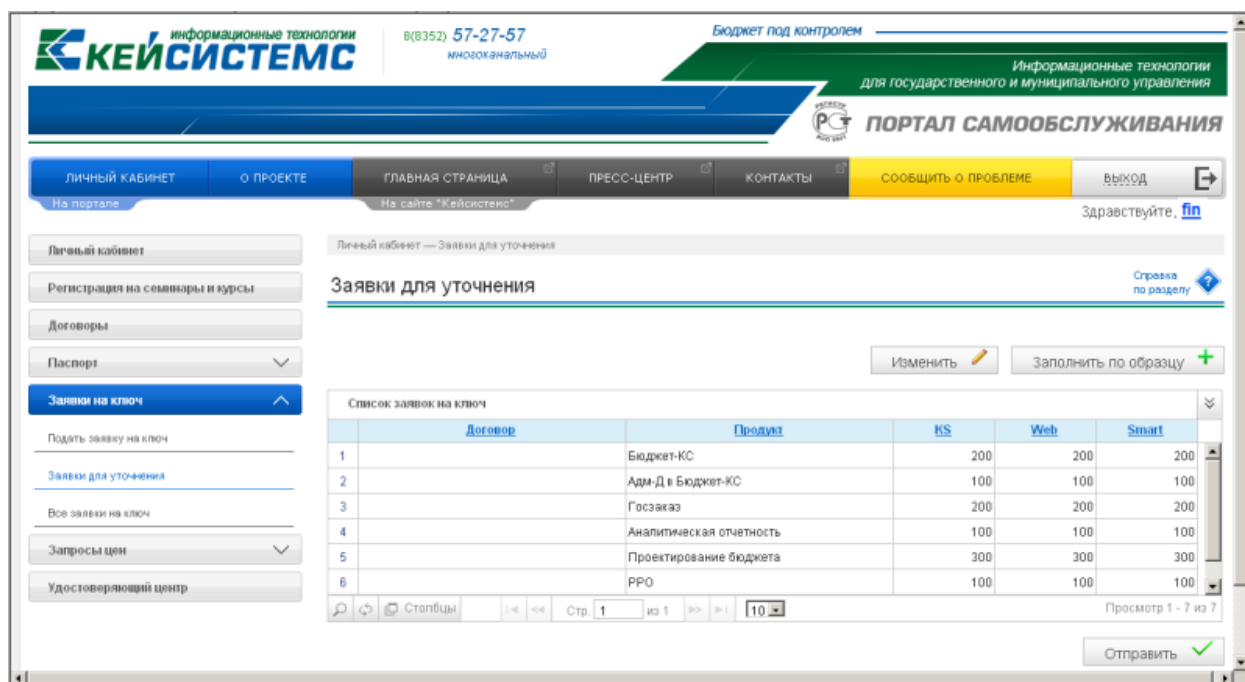 информационные технологии
КЕЙСИСТЕМС
8(8352) 57-27-57
многоканальный
Бюджет под контролем
Информационные технологии
для государственного и муниципального управления
РЕГИСТР
РСТ
ПОРТАЛ САМООБСЛУЖИВАНИЯ
ЛИЧНЫЙ КАБИНЕТ
О ПРОЕКТЕ
ГЛАВНАЯ СТРАНИЦА
ПРЕСС-ЦЕНТР
КОНТАКТЫ
СООБЩИТЬ О ПРОБЛЕМЕ
ВЫХОД
На портале
На сайте "Кейсистемс"
Здравствуйте, fin
Личный кабинет
Регистрация на семинары и курсы
Договоры
Паспорт
Заявки на ключ
Подать заявку на ключ
Заявки для уточнения
Все заявки на ключ
Запросы цен
Удостоверяющий центр
Личный кабинет — Заявки для уточнения
Заявки для уточнения
Справка
по разделу
Изменить
Заполнить по образцу
Список заявок на ключ
Договор Продукт KS Web Smart
1 Бюджет-КС 200 200 200
2 Адм-Д в Бюджет-КС 100 100 100
3 Госзаказ 200 200 200
4 Аналитическая отчетность 100 100 100
5 Проектирование бюджета 300 300 300
6 РРО 100 100 100
Столбцы Стр. 1 из 1 10 Просмотр 1 - 7 из 7
Отправить